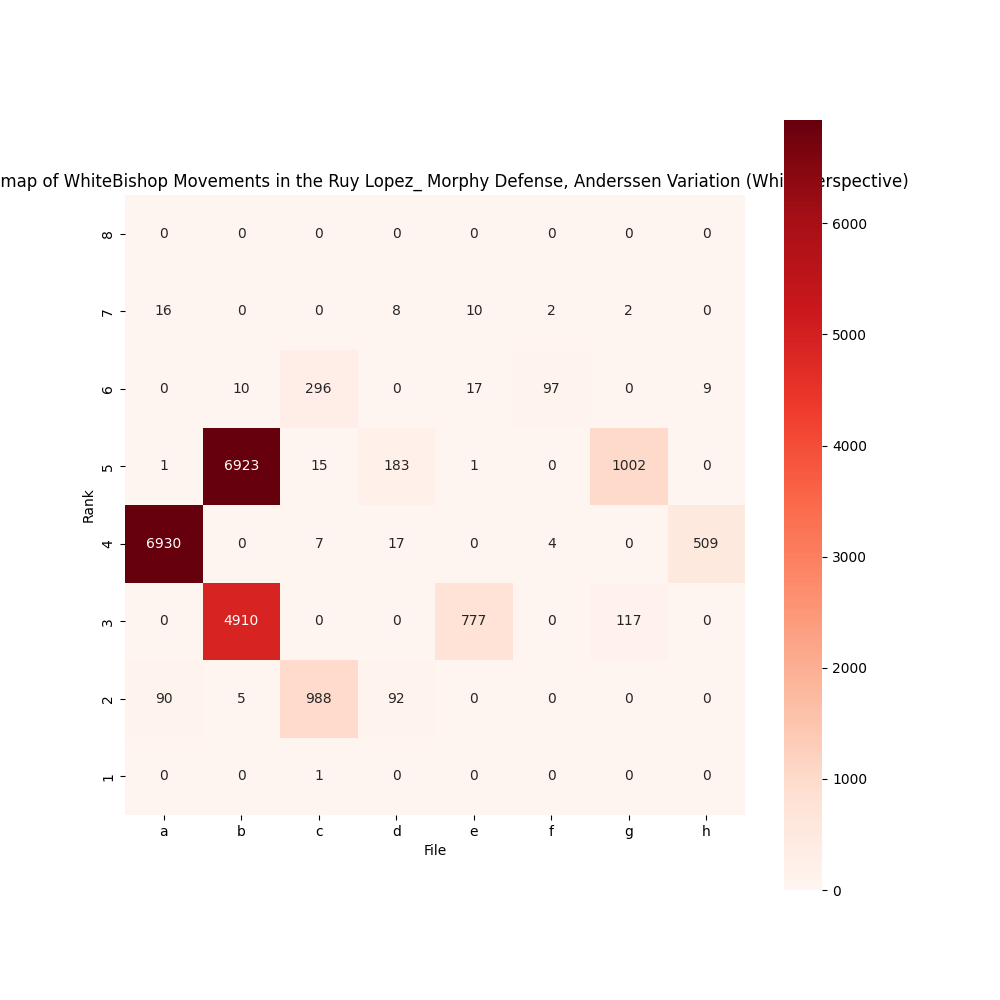 map of WhiteBishop Movements in the Ruy Lopez_ Morphy Defense, Anderssen Variation (Whi erspective)
8 0 0 0 0 0 0 0 0
7 16 0 0 8 10 2 2 0
6 0 10 296 0 17 97 0 9
5 1 6923 15 183 1 0 1002 0
4 6930 0 7 17 0 4 0 509
3 0 4910 0 0 777 0 117 0
2 90 5 988 92 0 0 0 0
1 0 0 1 0 0 0 0 0
a b c d e f g h
File
Rank
6000
5000
4000
3000
2000
1000
0